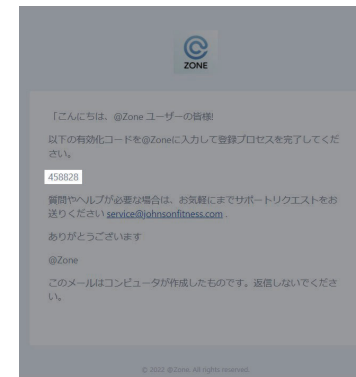 @
ZONE
「こんにちは、@Zone ユーザーの皆様!
以下の有効化コードを@Zoneに入力して登録プロセスを完了してくだ
さい。
458828
質問やヘルプが必要な場合は、お気軽にまでサポートリクエストをお
送りください service@johnsonfitness.com .
ありがとうございます
@Zone
このメールはコンピュータが作成したものです。返信しないでくださ
い。
© 2022 @Zone. All rights reserved.